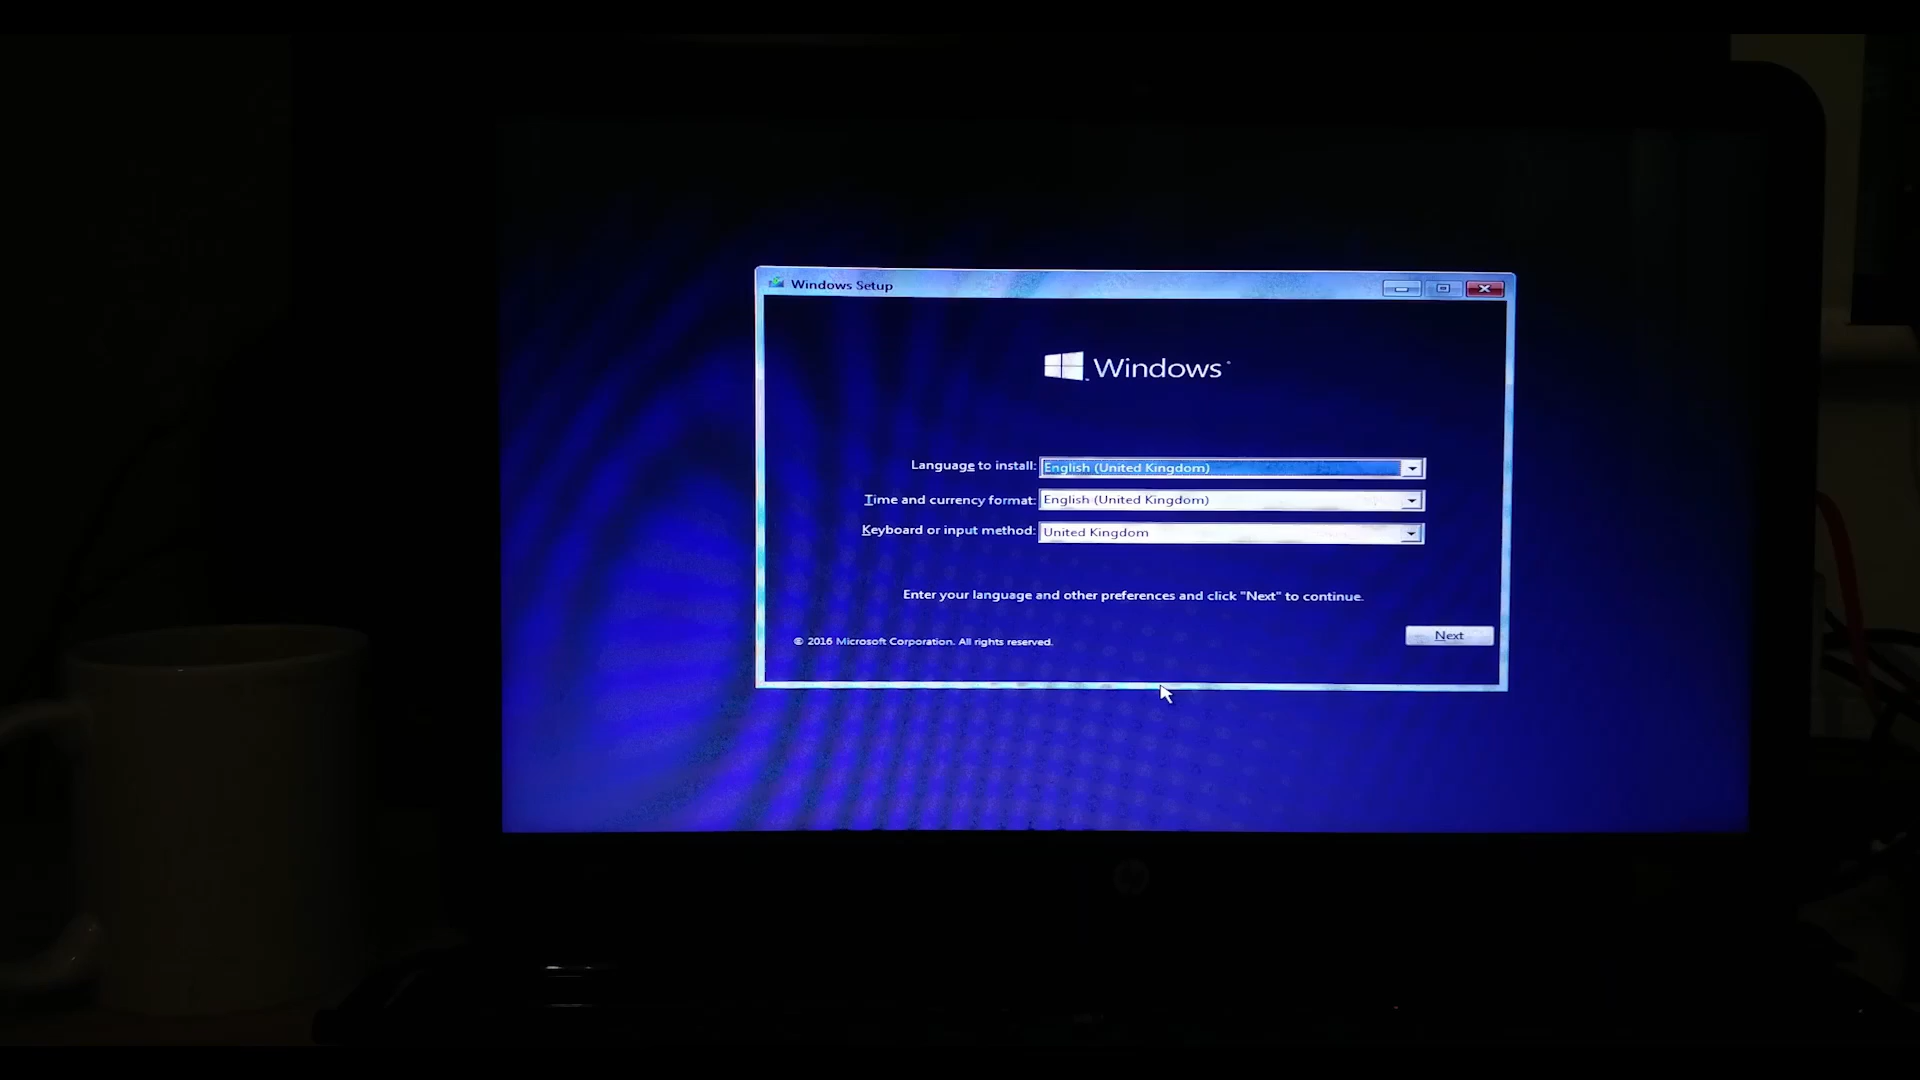 Windows Setup
Windows
Language to install: English (United Kingdom)
Time and currency format: English (United Kingdom)
Keyboard or input method: United Kingdom
Enter your language and other preferences and click "Next" to continue.
© 2016 Microsoft Corporation. All rights reserved.
Next